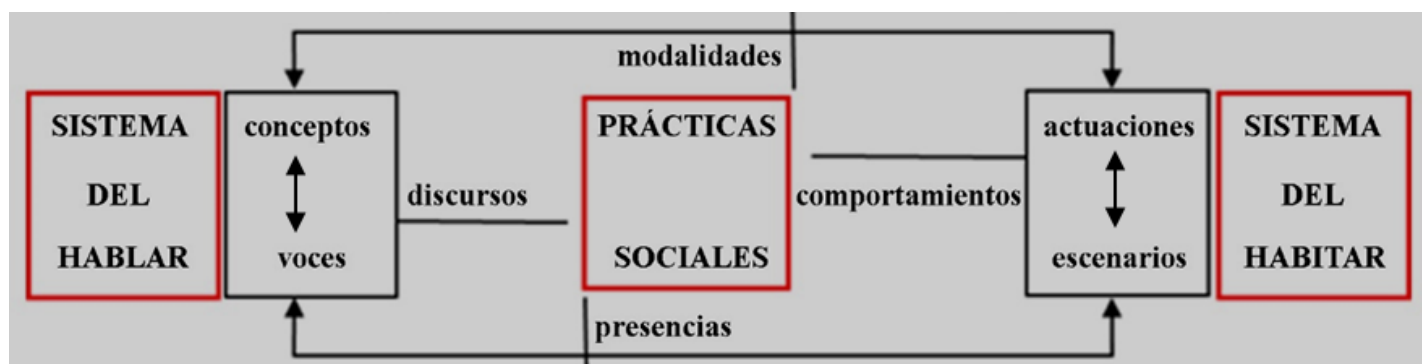 modalidades
SISTEMA
DEL
HABLAR
conceptos
voces
discursos
PRÁCTICAS
SOCIALES
comportamientos
actuaciones
escenarios
SISTEMA
DEL
HABITAR
presencias